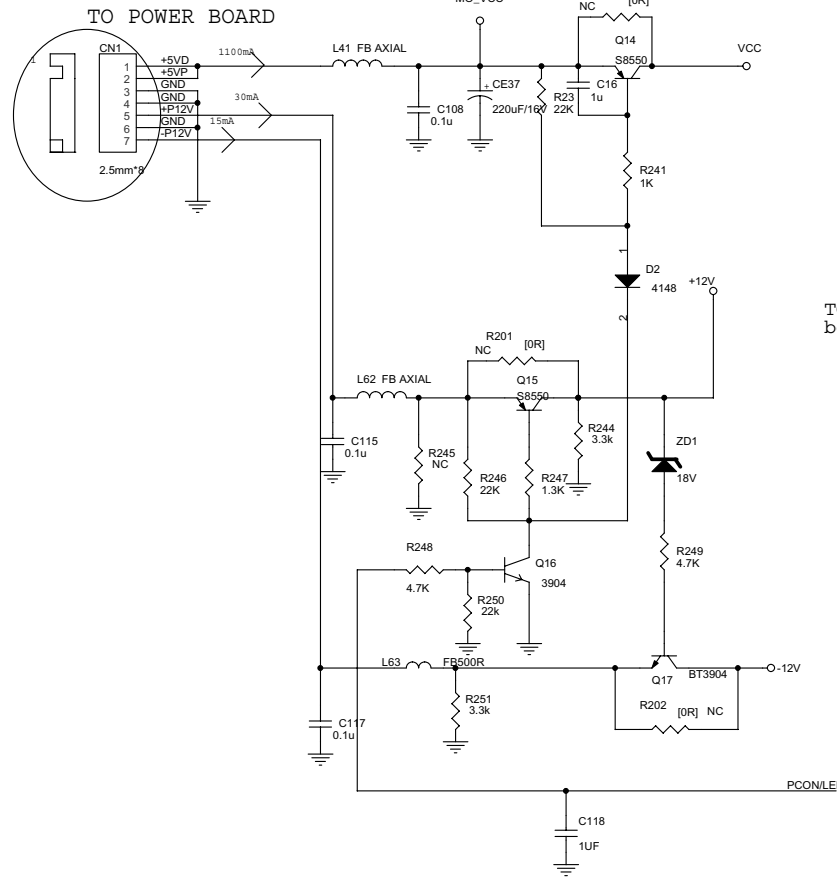 TO POWER BOARD
NC
[0R]
Q14
S8550
VCC
CN1
1
+5VD
2
+5VP
3
GND
4
GND
5
+P12V
6
GND
7
-P12V
2.5mm*8
1100mA
30mA
15mA
L41 FB AXIAL
C108
0.1u
+
CE37
220uF/16V
R23
22K
C16
1u
R241
1K
1
D2
4148
2
+12V
R201
NC
[0R]
Q15
S8550
L62 FB AXIAL
C115
0.1u
R245
NC
R246
22K
R247
1.3K
R244
3.3k
ZD1
18V
R248
4.7K
Q16
3904
R250
22k
R249
4.7K
L63
FB500R
R251
3.3k
Q17
BT3904
-12V
R202
[0R]
NC
C117
0.1u
PCON/LE
C118
1UF